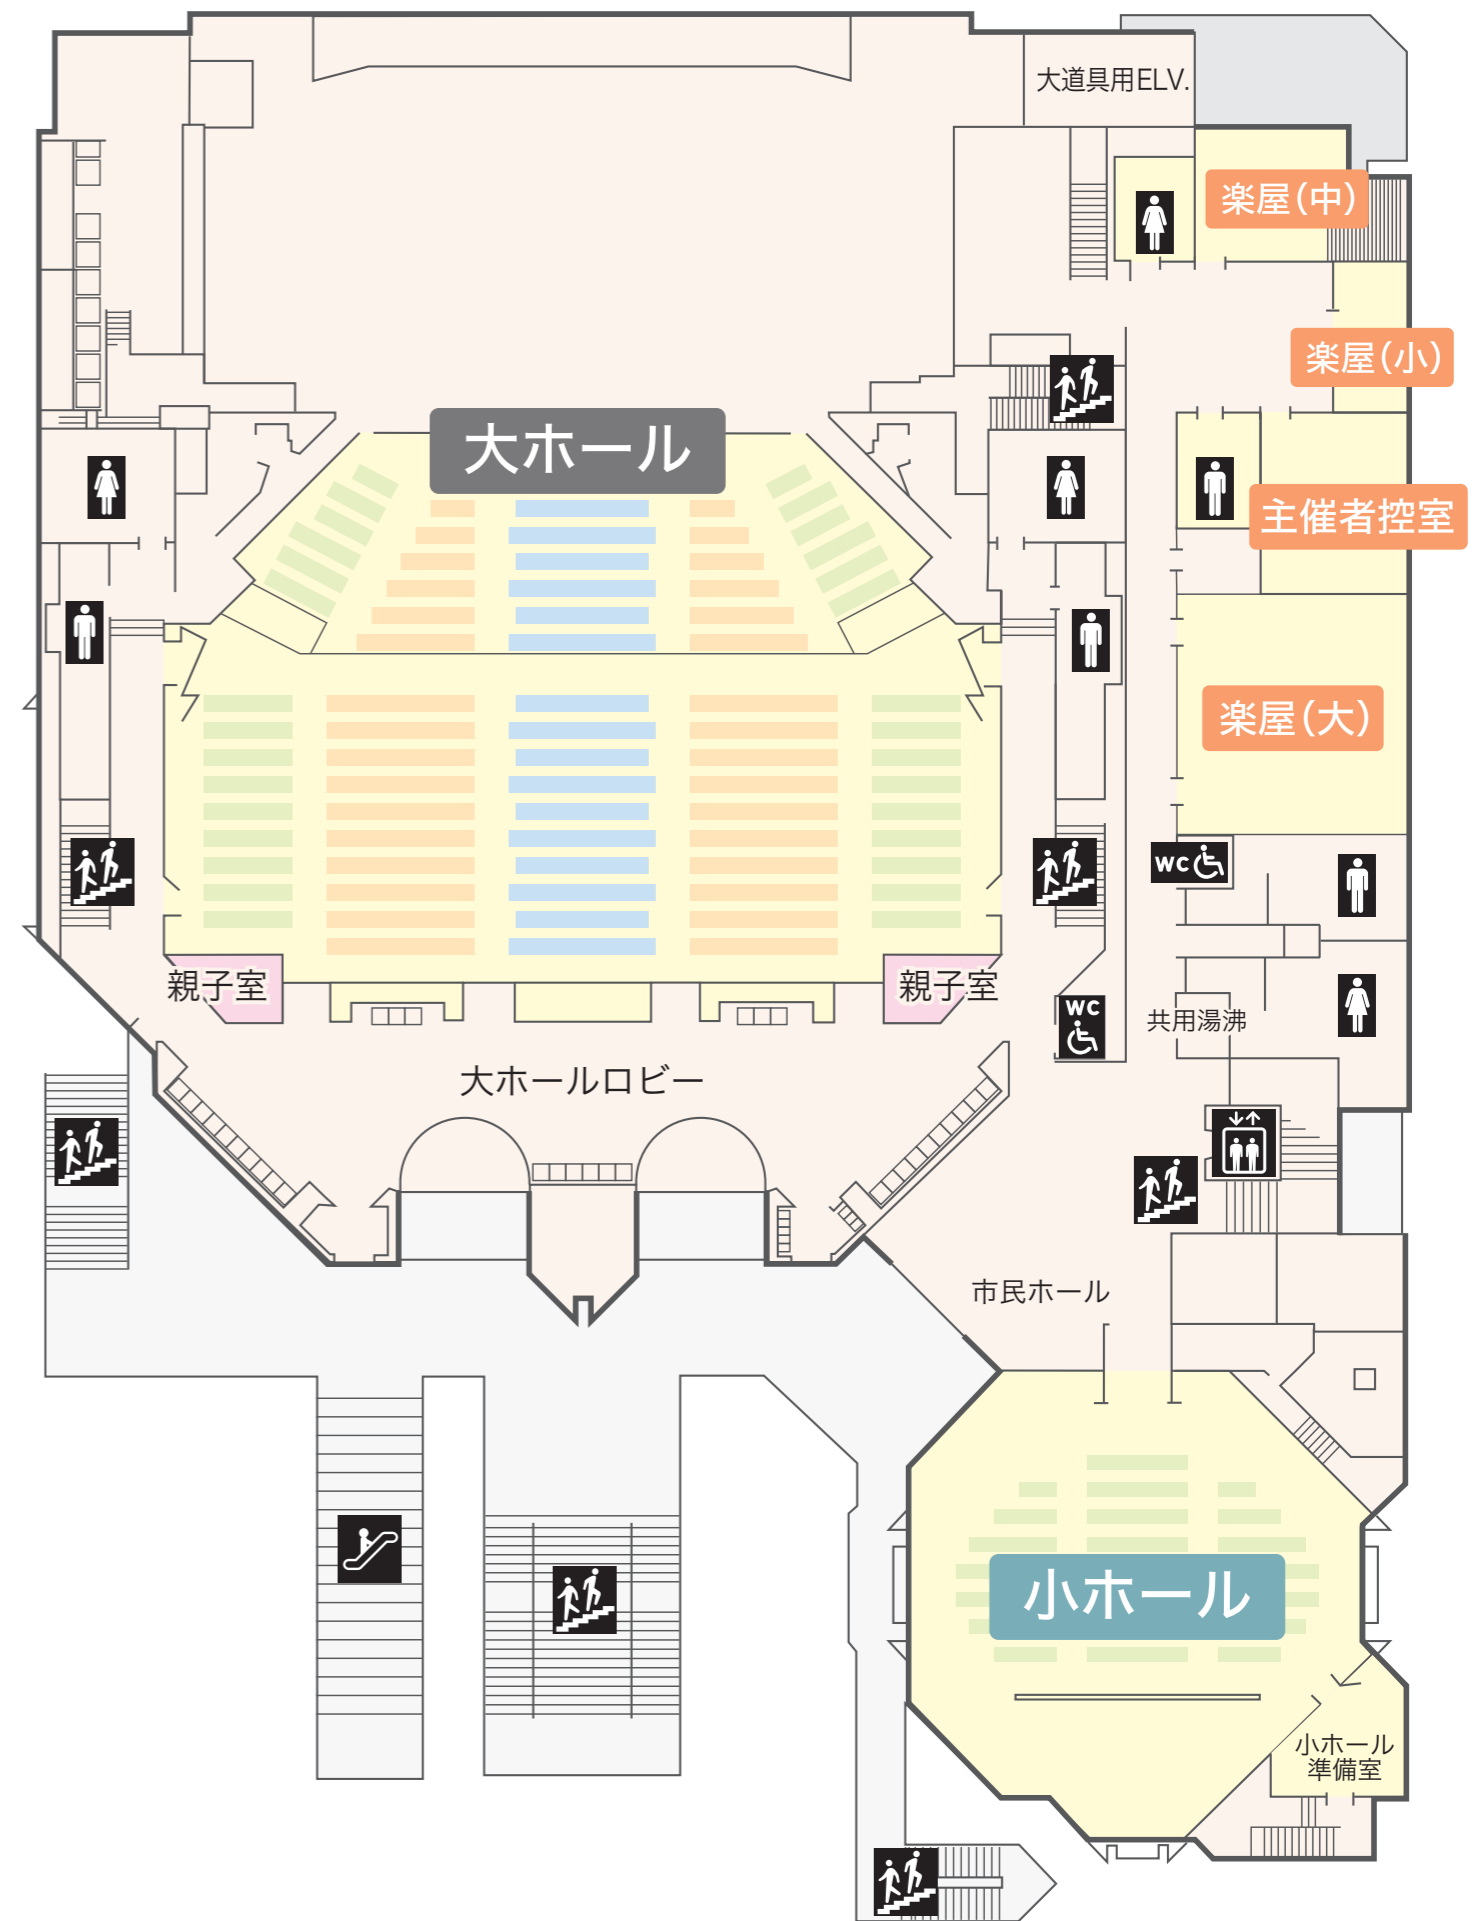 大道具用ELV.
楽屋(中)
楽屋(小)
大ホール
主催者控室
楽屋(大)
WC
親子室
親子室
WC
共用湯沸
大ホールロビー
市民ホール
小ホール
小ホール
準備室